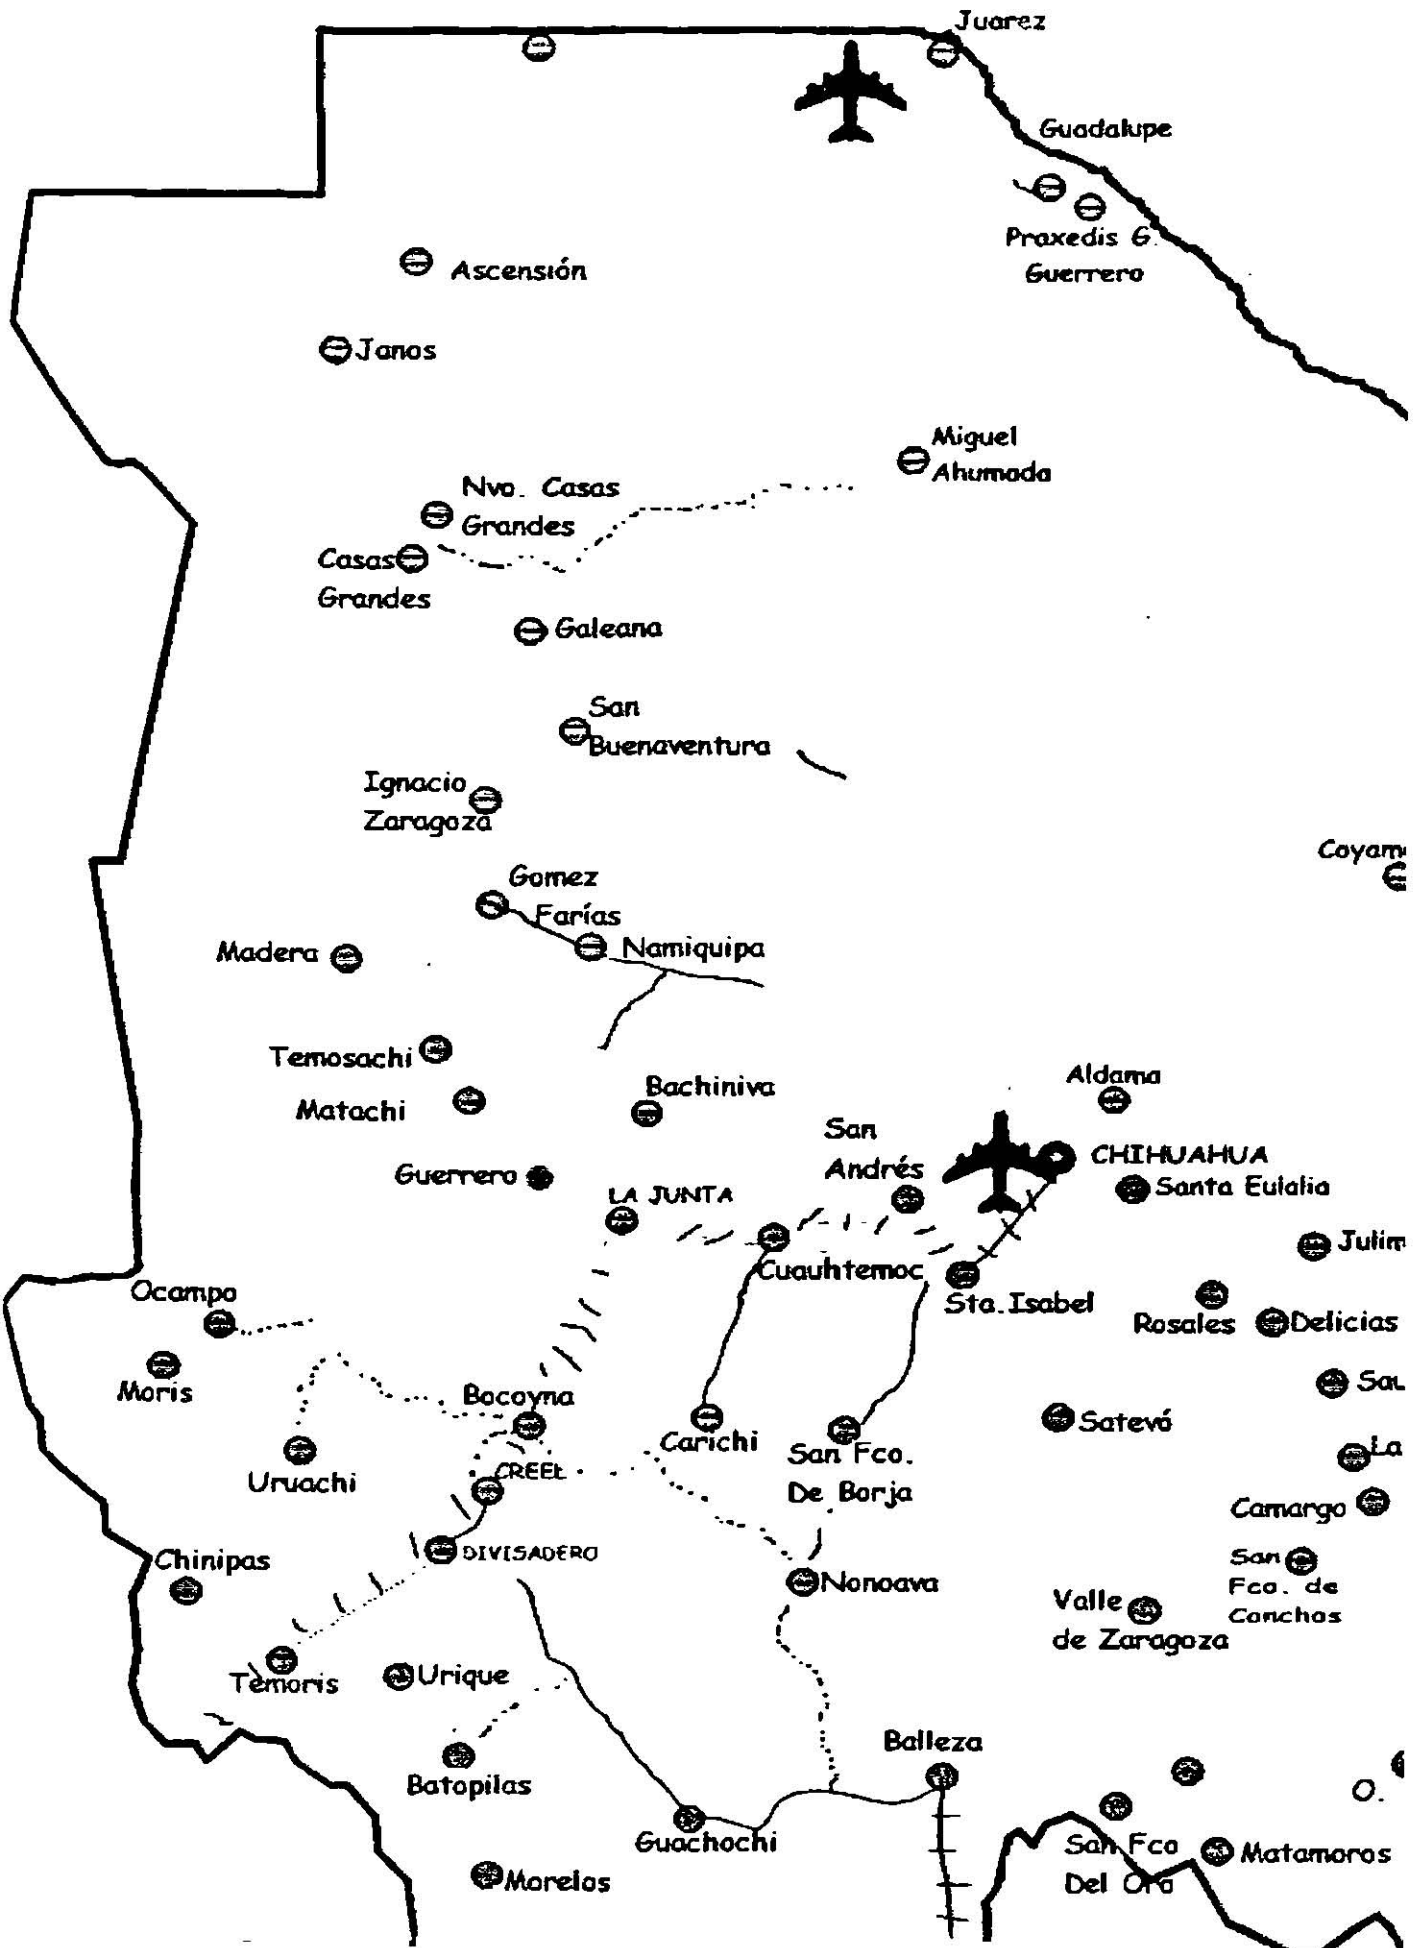 Juarez
Guadalupe
Praxedis G.
Guerrero
Ascensión
Janos
Miguel
Ahumada
Nvo. Casas
Grandes
Casas
Grandes
Galeana
San
Buenaventura
Ignacio
Zaragoza
Coyam
Gomez
Farías
Madera
Namiquipa
Temosachi
Matachi
Bachiniva
Aldama
San
Andrés
CHIHUAHUA
Guerrero
Santa Eulalia
LA JUNTA
Julim
Cuauhtemoc
Ocampo
Sta. Isabel
Rosales
Delicias
Moris
Bocoyna
Sau
Satevó
Carichi
San Fco.
De Borja
La
Uruachi
CREEL
Camargo
Chinipas
DIVISADERO
San
Fco. de
Conchos
Nonoava
Valle
de Zaragoza
Temoris
Urique
Balleza
Batopilas
O.
Guachochi
San Fco
Del Oro
Matamoros
Morelos